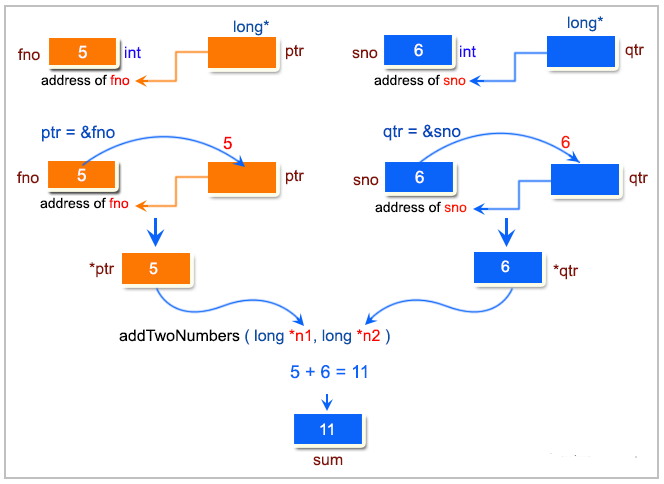 long*
fno 5 int ptr
address of fno
long*
sno 6 int qtr
address of sno
ptr = &fno 5
fno 5 ptr
address of fno
qtr = &sno 6
sno 6 qtr
address of sno
*ptr 5
6 *qtr
addTwoNumbers ( long *n1, long *n2 )
5 + 6 = 11
11
sum